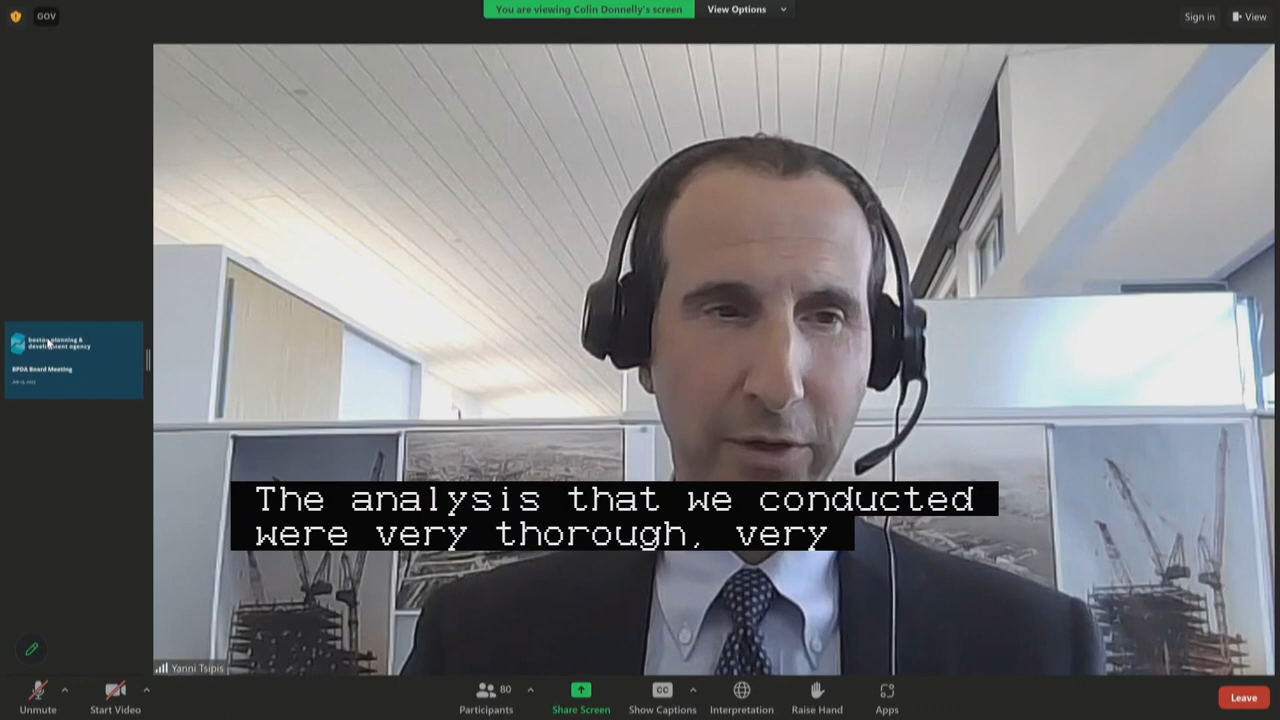 GOV
You are viewing Colin Donnelly's screen
View Options
Sign in
View
boston planning &
development agency
BPDA Board Meeting
The analysis that we conducted
were very thorough, very
Yanni Tsipis
Unmute
Start Video
80
Participants
Share Screen
CC
Show Captions
Interpretation
Raise Hand
Apps
Leave